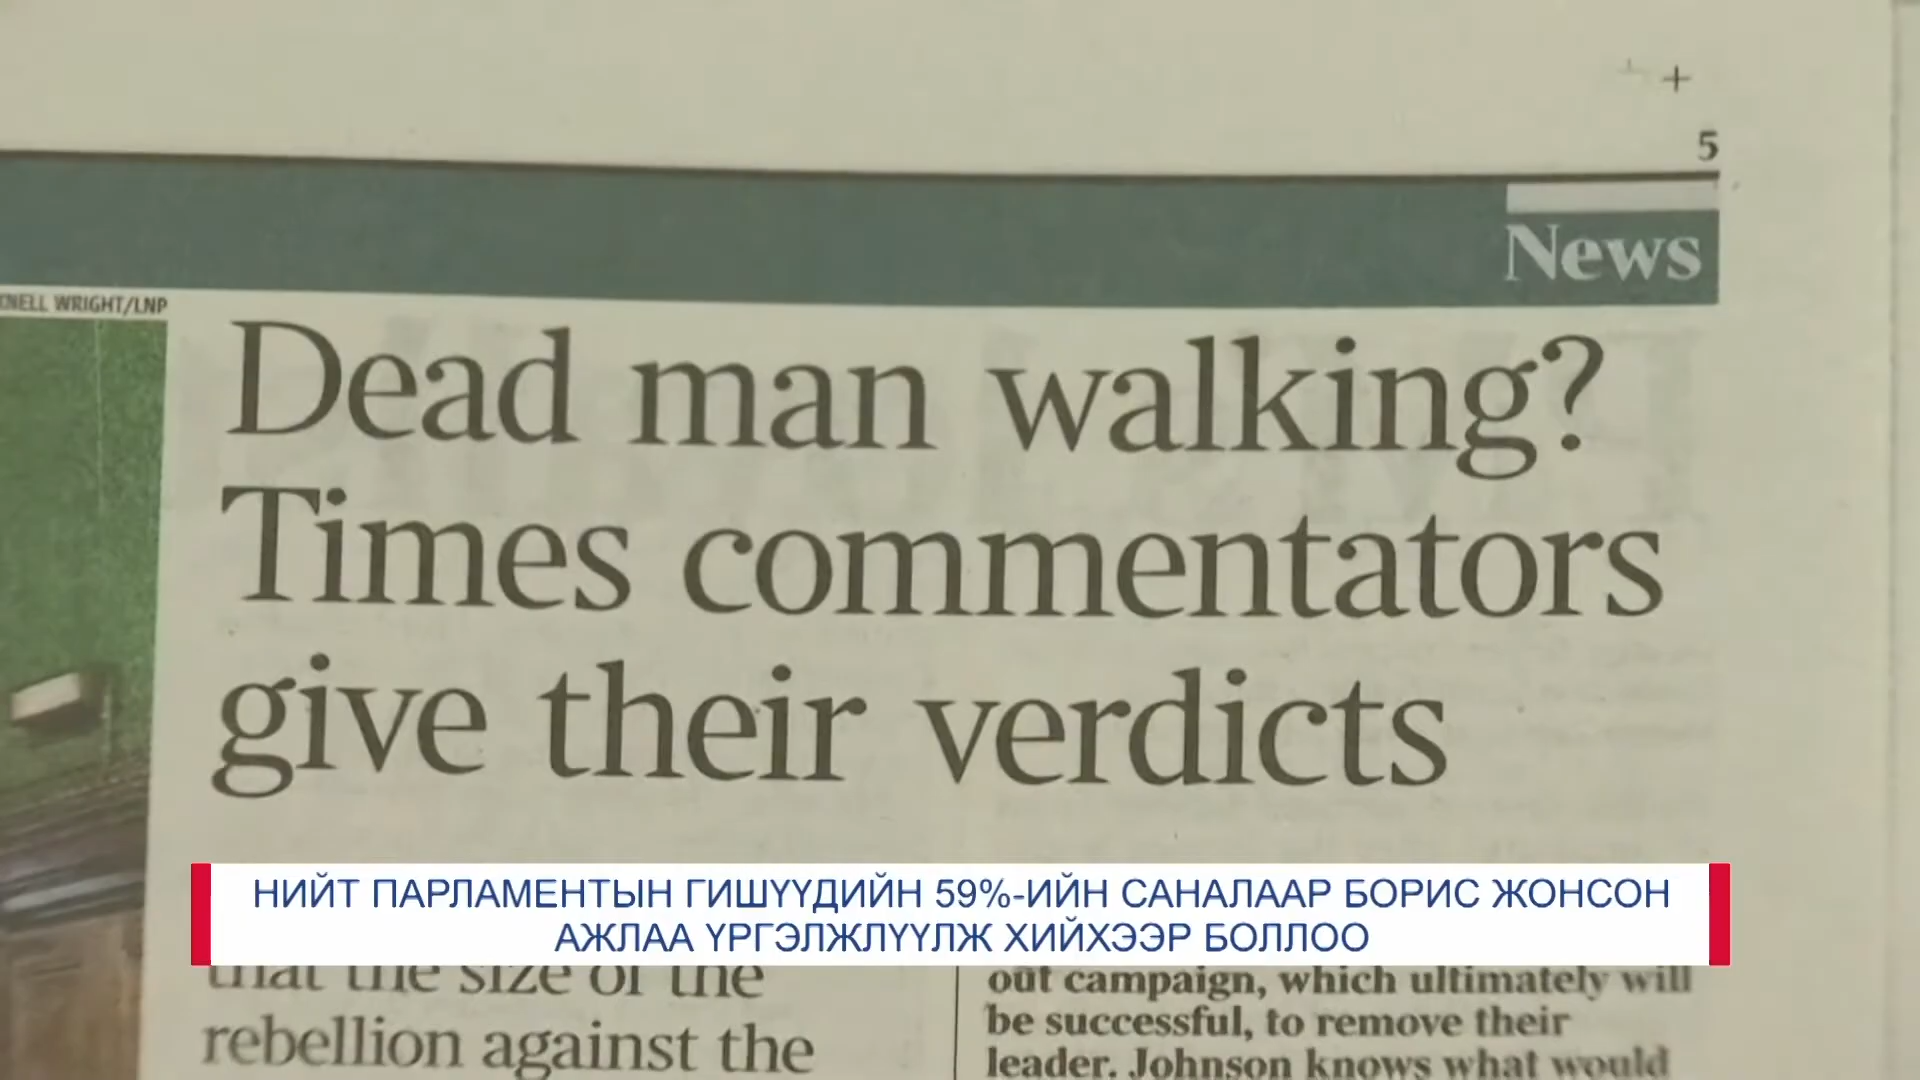 5
News
WRIGHT/LNP
Dead man walking?
Times commentators
give their verdicts
НИЙТ ПАРЛАМЕНТЫН ГИШҮҮДИЙН 59%-ИЙН САНАЛААР БОРИС ЖОНСОН
АЖЛАА ҮРГЭЛЖЛҮҮЛЖ ХИЙХЭЭР БОЛЛОО
that the size of the
rebellion against the
out campaign, which ultimately will
be successful, to remove their
leader. Johnson knows what would